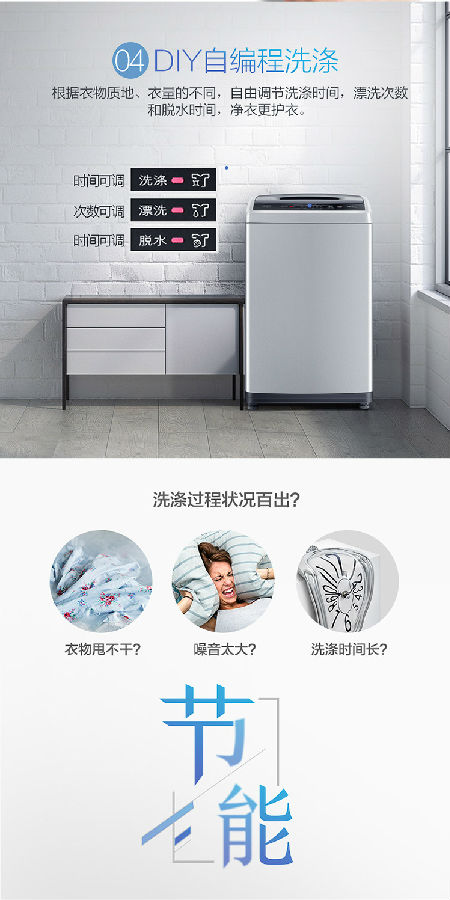 04 DIY自编程洗涤
根据衣物质地、衣量的不同，自由调节洗涤时间，漂洗次数
和脱水时间，净衣更护衣。
时间可调 洗涤
次数可调 漂洗
时间可调 脱水
洗涤过程状况百出?
衣物甩不干? 噪音太大? 洗涤时间长?
节
能